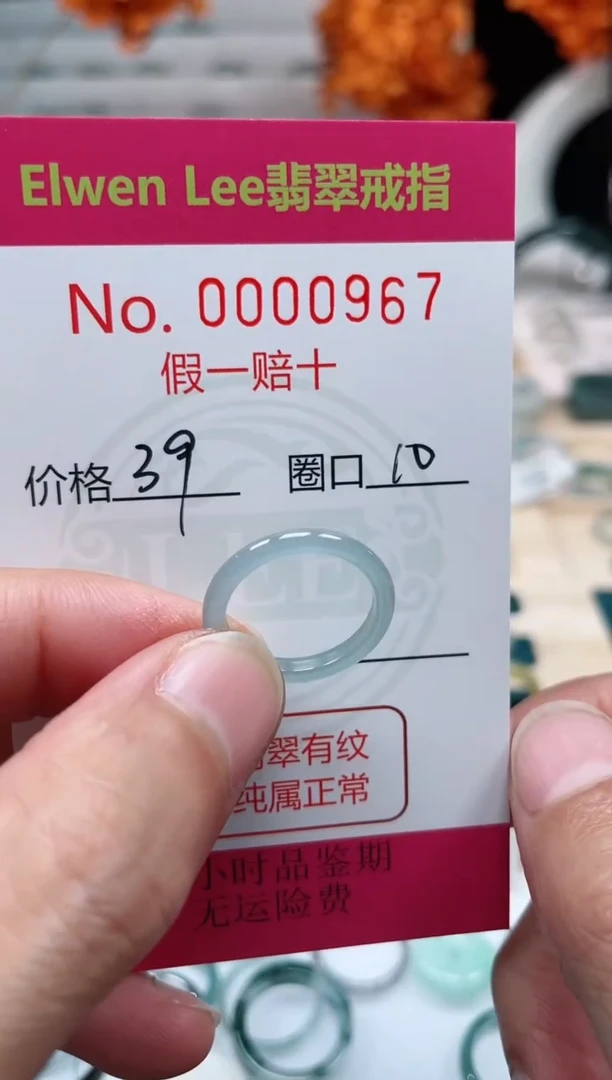 Elwen Lee翡翠戒指
No. 0000967
假一赔十
价格 39 圈口 10
LEE
翠有纹
纯属正常
小时品鉴期
无运险费